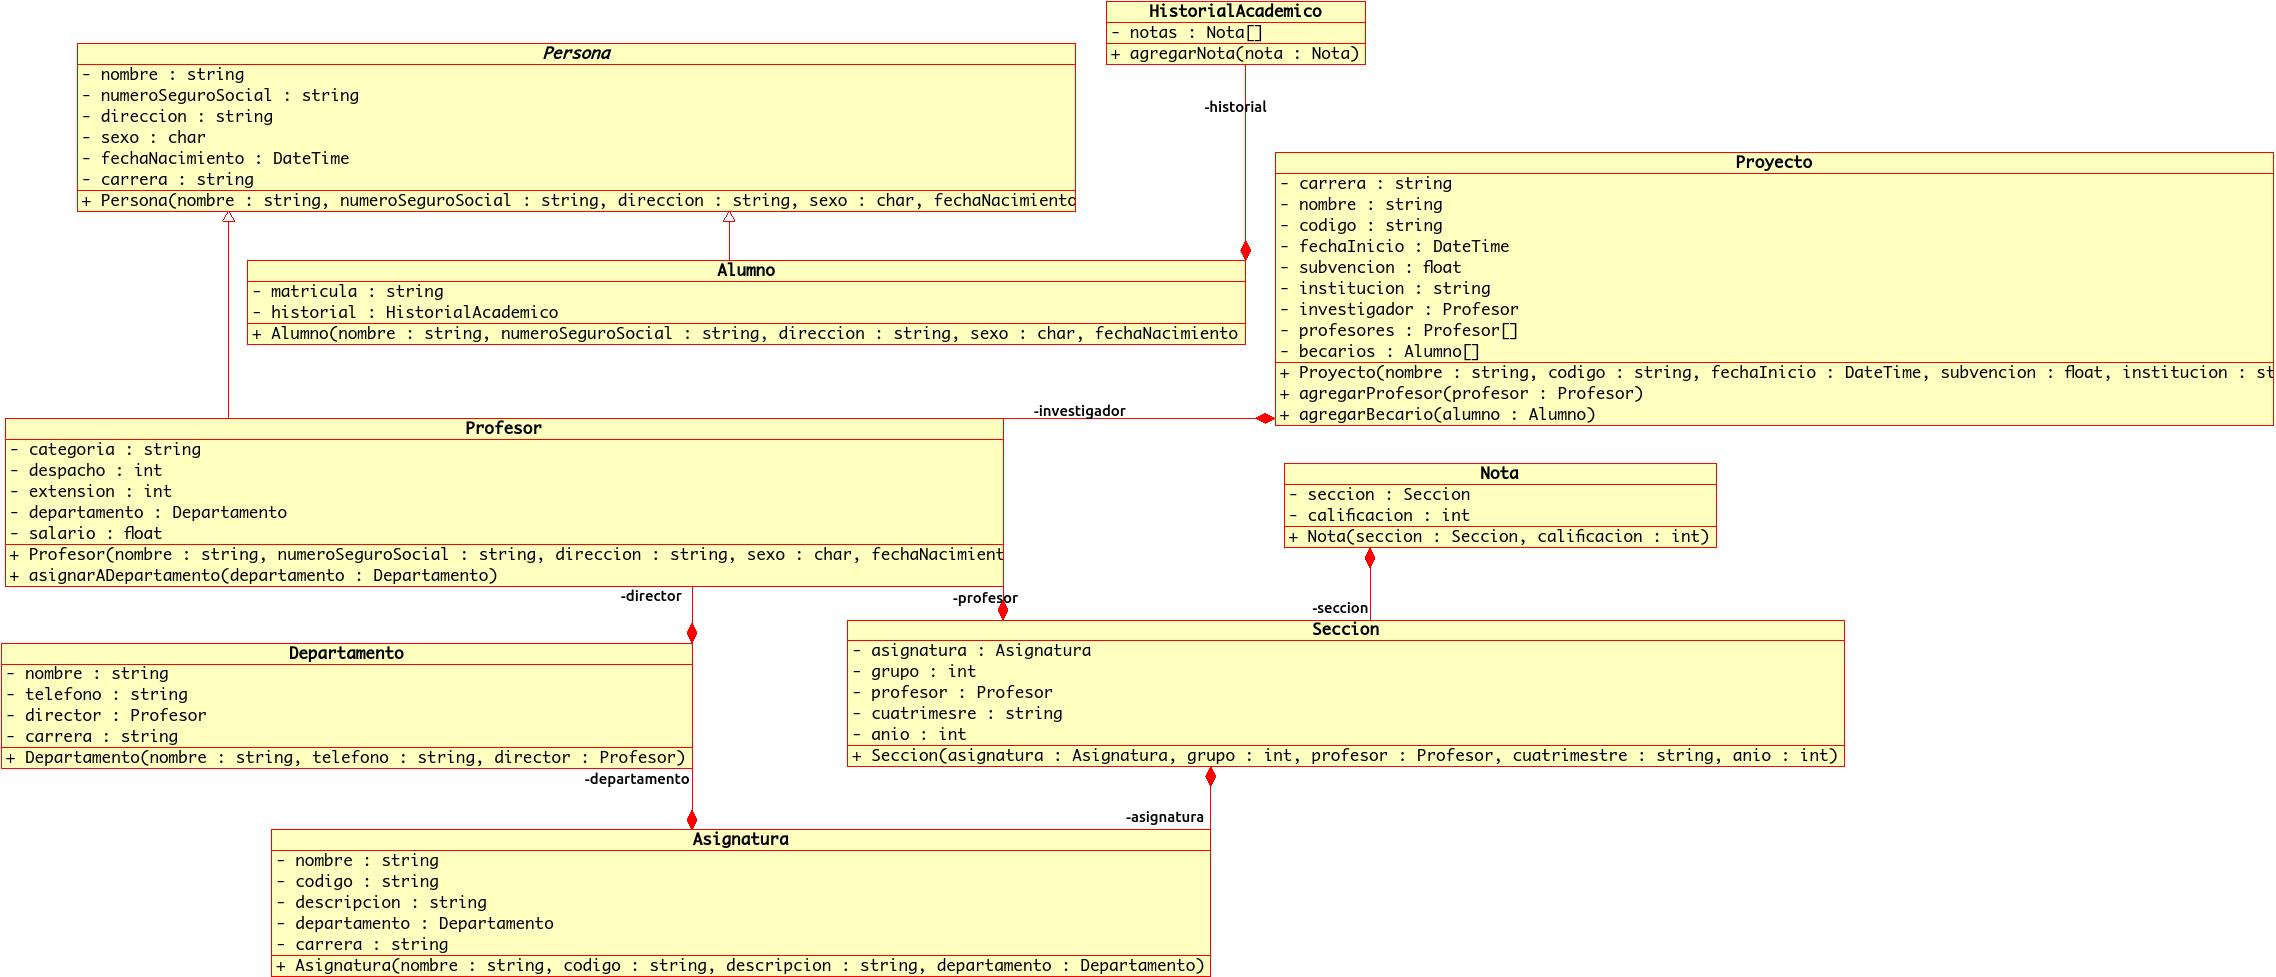 HistorialAcademico
- notas : Nota[]
+ agregarNota(nota : Nota)
-historial
Persona
- nombre : string
- numeroSeguroSocial : string
- direccion : string
- sexo : char
- fechaNacimiento : DateTime
- carrera : string
+ Persona(nombre : string, numeroSeguroSocial : string, direccion : string, sexo : char, fechaNacimiento
Proyecto
- carrera : string
- nombre : string
- codigo : string
- fechaInicio : DateTime
- subvencion : float
- institucion : string
- investigador : Profesor
- profesores : Profesor[]
- becarios : Alumno[]
+ Proyecto(nombre : string, codigo : string, fechaInicio : DateTime, subvencion : float, institucion : st
+ agregarProfesor(profesor : Profesor)
+ agregarBecario(alumno : Alumno)
Alumno
- matricula : string
- historial : HistorialAcademico
+ Alumno(nombre : string, numeroSeguroSocial : string, direccion : string, sexo : char, fechaNacimiento
-investigador
Profesor
- categoria : string
- despacho : int
- extension : int
- departamento : Departamento
- salario : float
+ Profesor(nombre : string, numeroSeguroSocial : string, direccion : string, sexo : char, fechaNacimient
+ asignarADepartamento(departamento : Departamento)
Nota
- seccion : Seccion
- calificacion : int
+ Nota(seccion : Seccion, calificacion : int)
-director
-profesor
-seccion
Departamento
- nombre : string
- telefono : string
- director : Profesor
- carrera : string
+ Departamento(nombre : string, telefono : string, director : Profesor)
-departamento
Seccion
- asignatura : Asignatura
- grupo : int
- profesor : Profesor
- cuatrimesre : string
- anio : int
+ Seccion(asignatura : Asignatura, grupo : int, profesor : Profesor, cuatrimestre : string, anio : int)
-asignatura
Asignatura
- nombre : string
- codigo : string
- descripcion : string
- departamento : Departamento
- carrera : string
+ Asignatura(nombre : string, codigo : string, descripcion : string, departamento : Departamento)